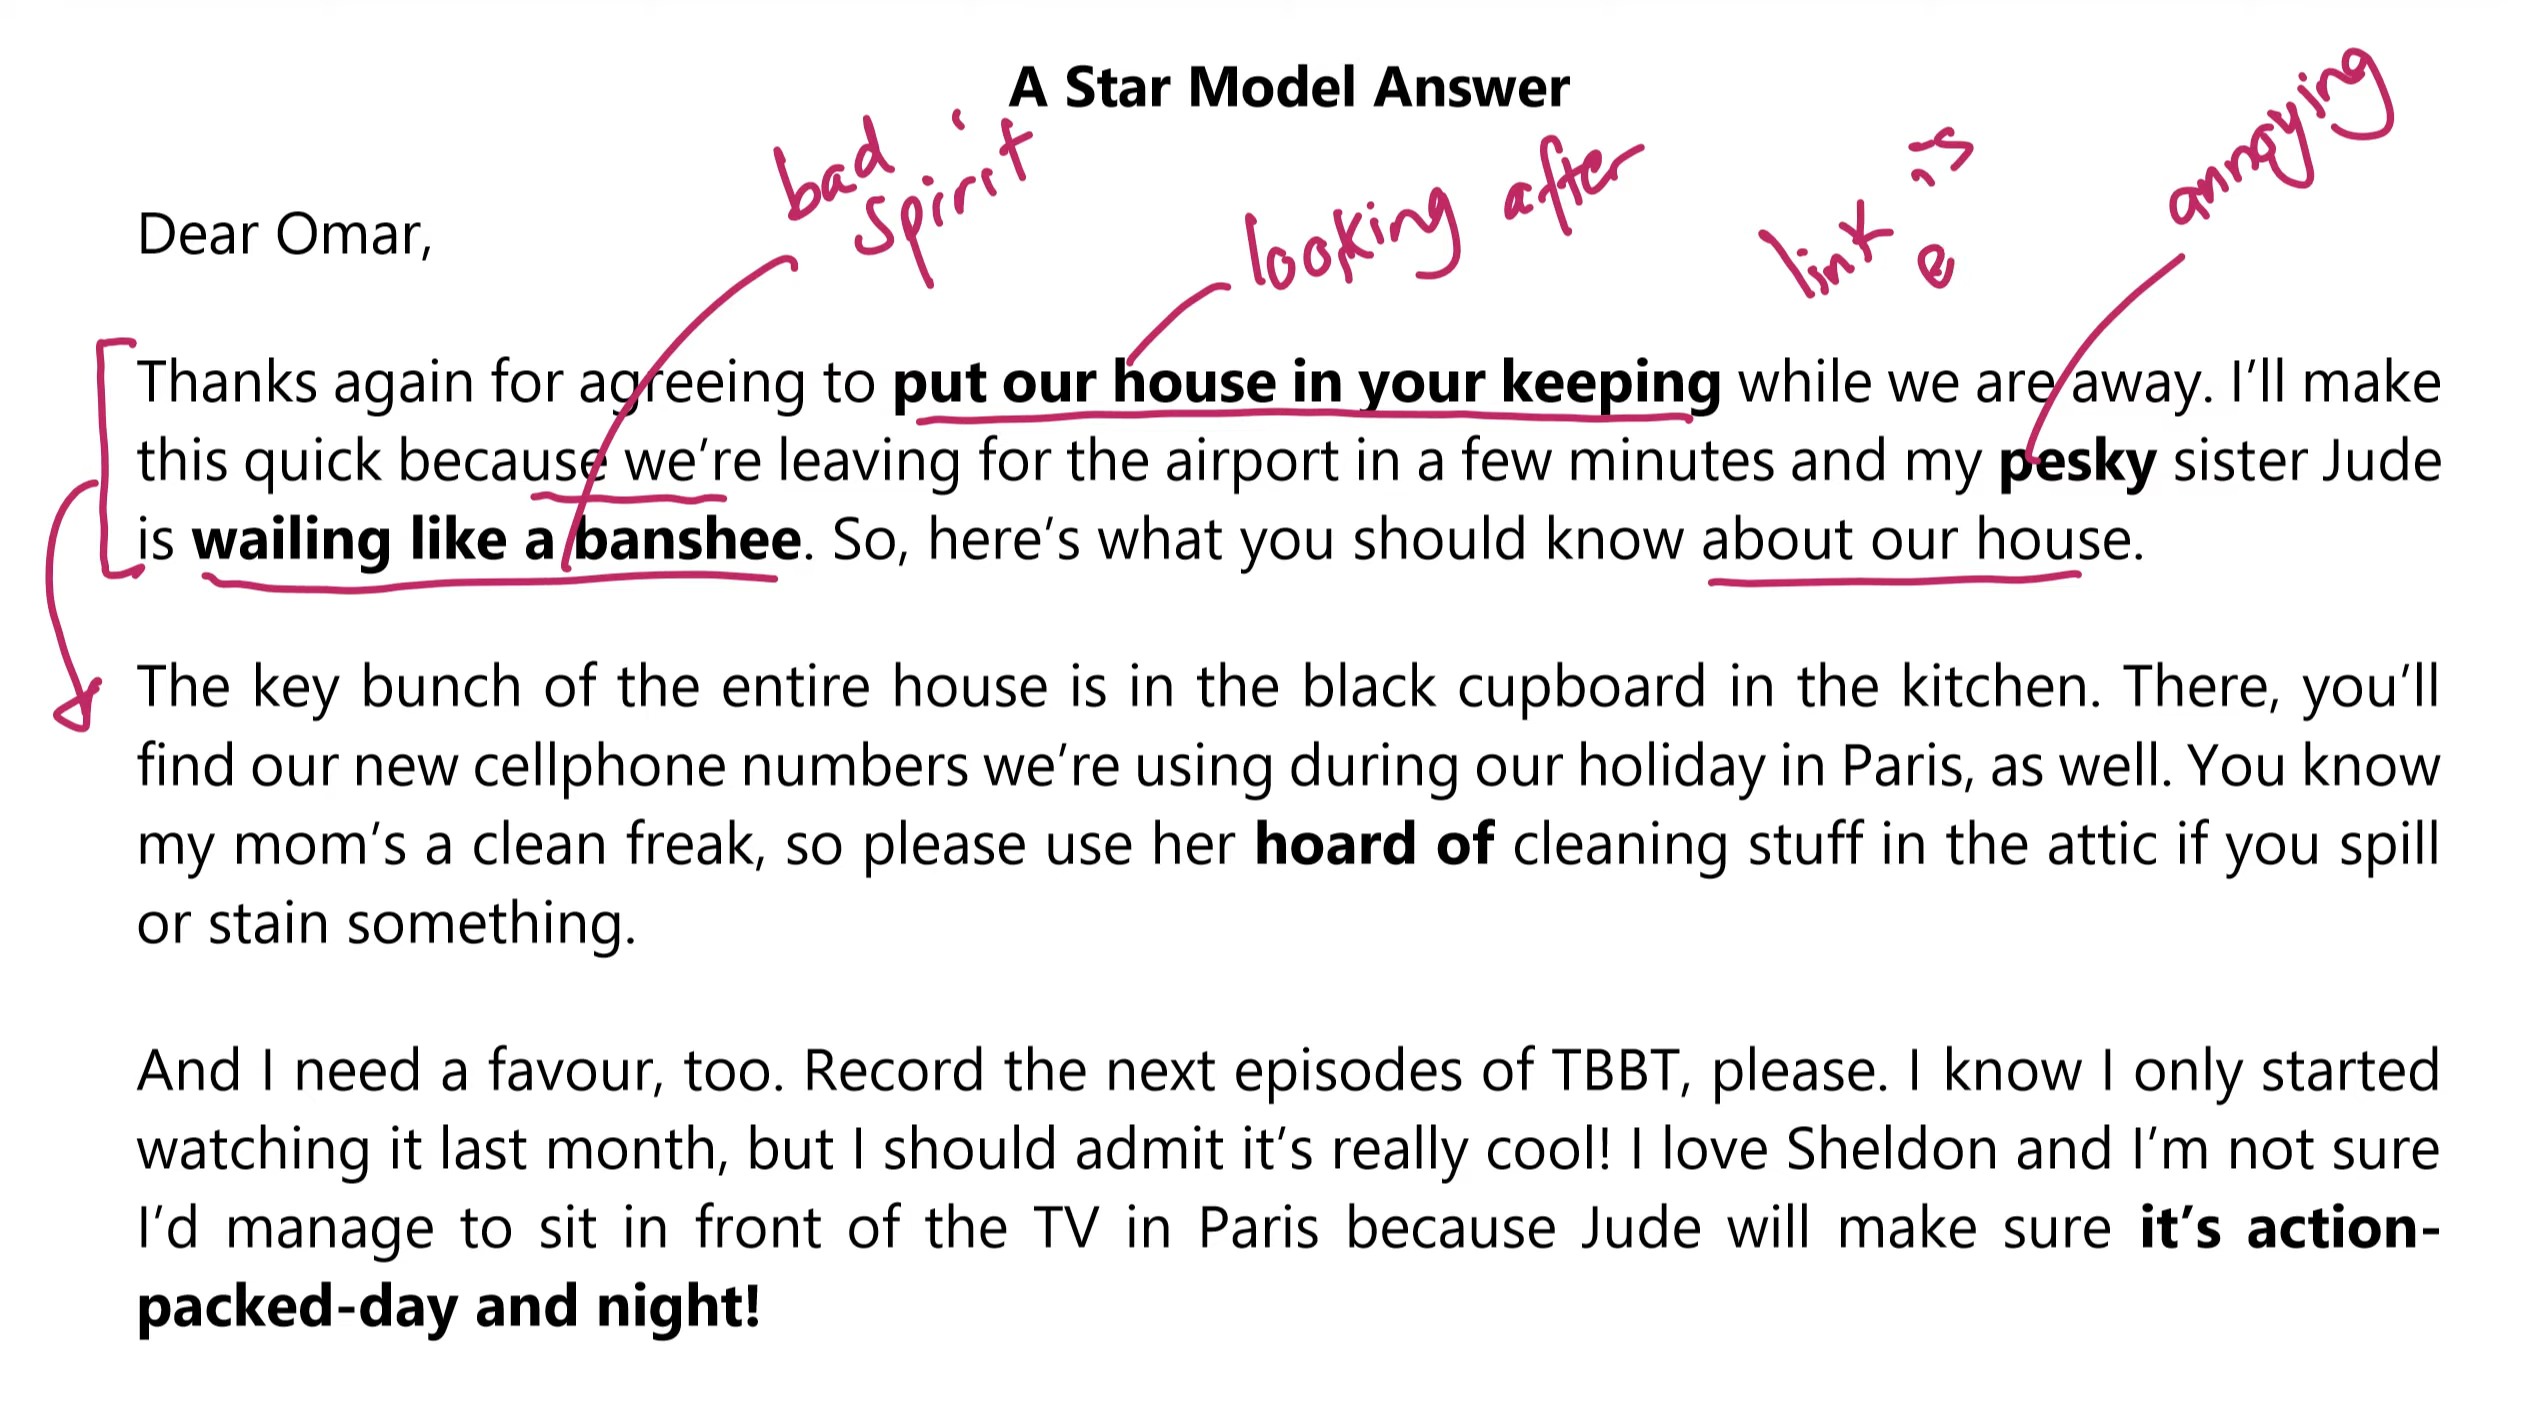 A Star Model Answer
bad spirit
looking after
link is
e
annoying
Dear Omar,
Thanks again for agreeing to put our house in your keeping while we are away. I'll make
this quick because we're leaving for the airport in a few minutes and my pesky sister Jude
is wailing like a banshee. So, here's what you should know about our house.
The key bunch of the entire house is in the black cupboard in the kitchen. There, you'll
find our new cellphone numbers we're using during our holiday in Paris, as well. You know
my mom's a clean freak, so please use her hoard of cleaning stuff in the attic if you spill
or stain something.
And I need a favour, too. Record the next episodes of TBBT, please. I know I only started
watching it last month, but I should admit it's really cool! I love Sheldon and I'm not sure
I'd manage to sit in front of the TV in Paris because Jude will make sure it's action-
packed-day and night!